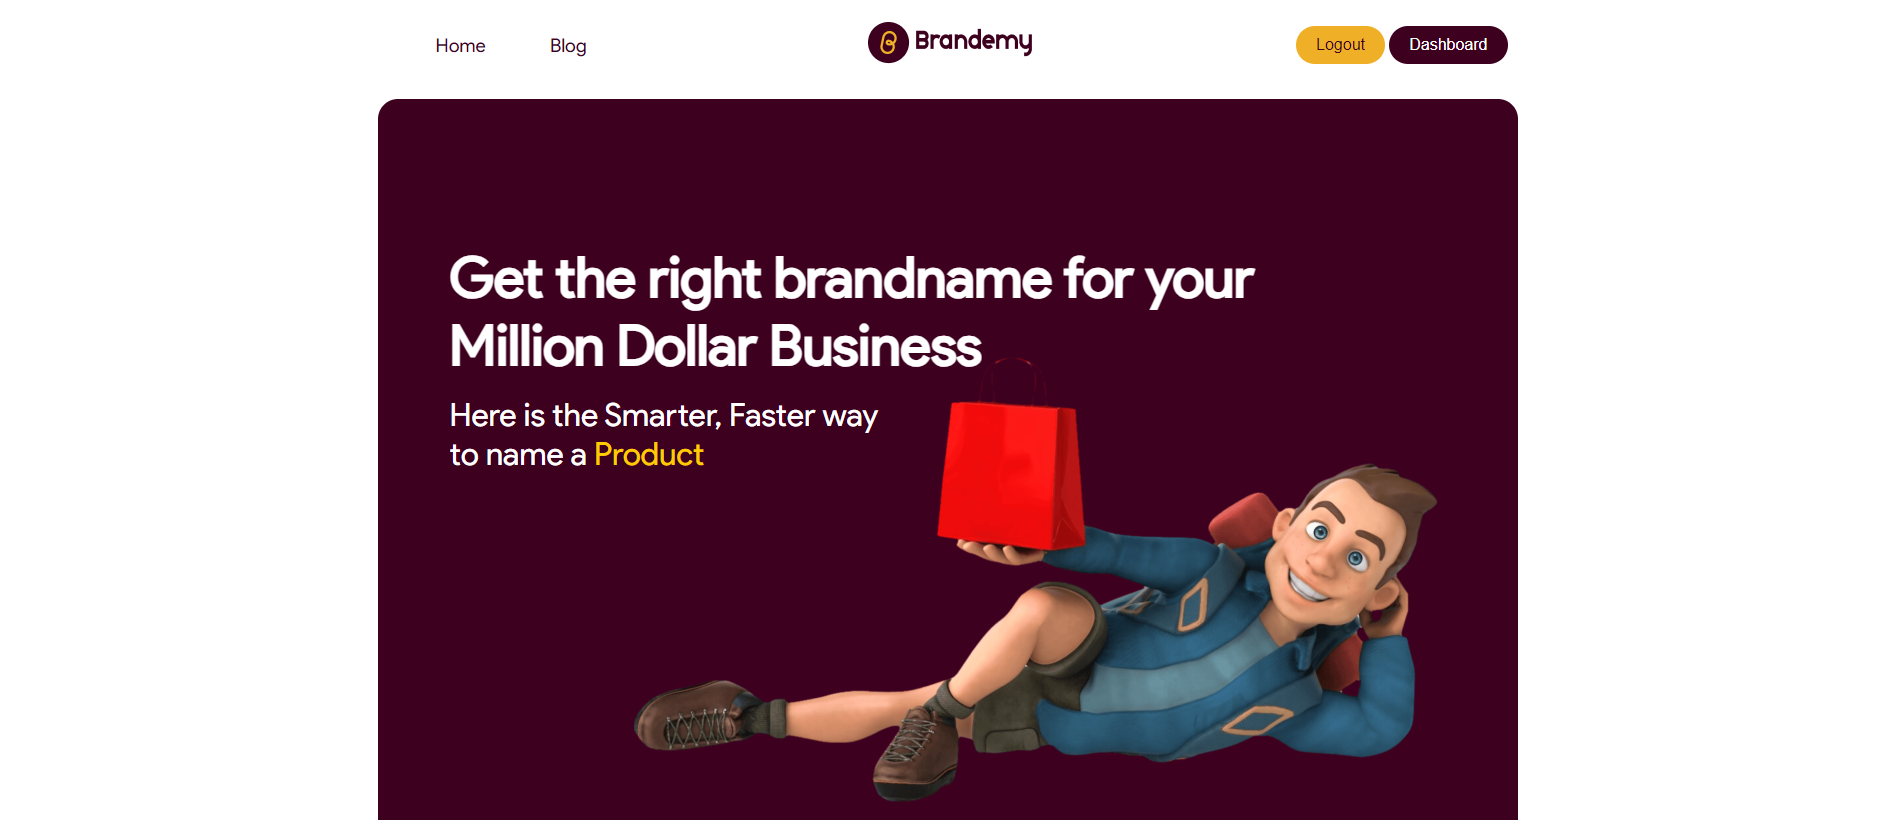 Home
Blog
Brandemy
Logout
Dashboard
Get the right brandname for your
Million Dollar Business
Here is the Smarter, Faster way
to name a Product